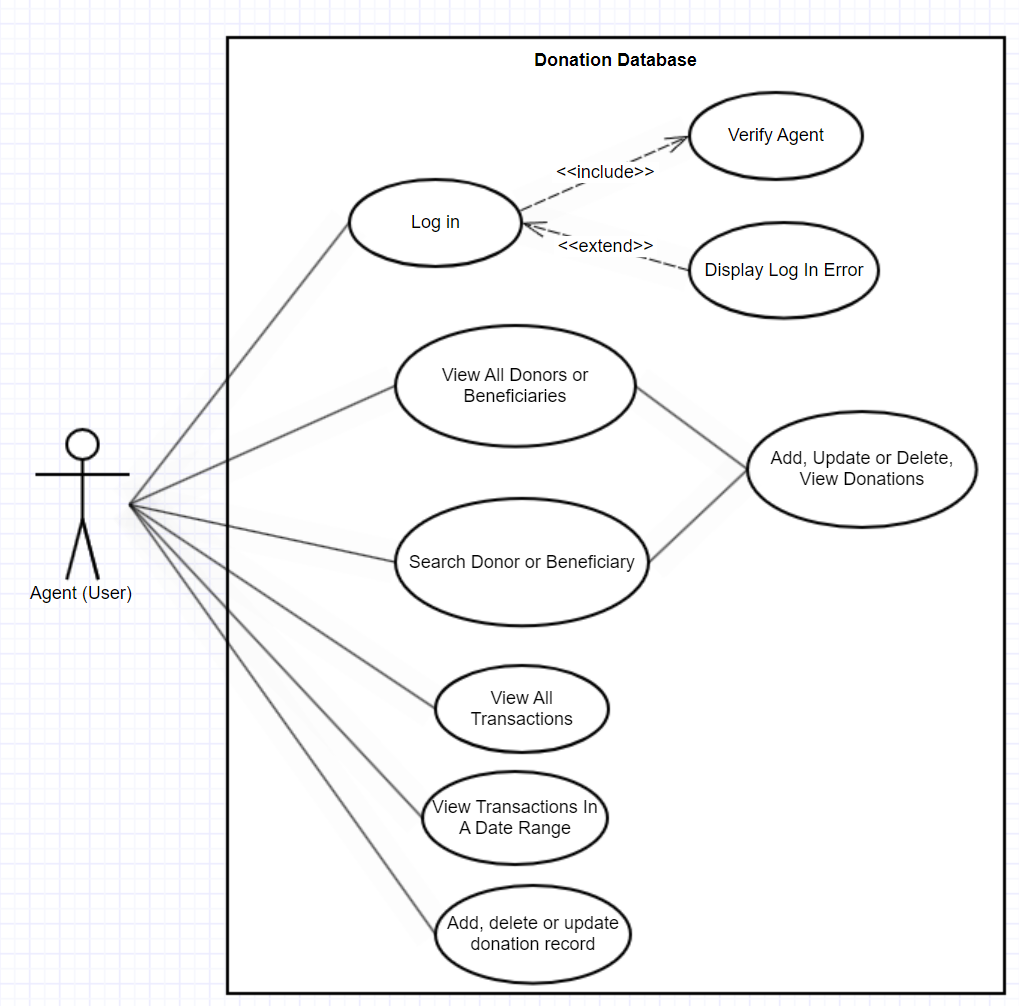 Donation Database
Verify Agent
<<include>>
Log in
<<extend>>
Display Log In Error
View All Donors or
Beneficiaries
Add, Update or Delete,
View Donations
Search Donor or Beneficiary
Agent (User)
View All
Transactions
View Transactions In
A Date Range
Add, delete or update
donation record